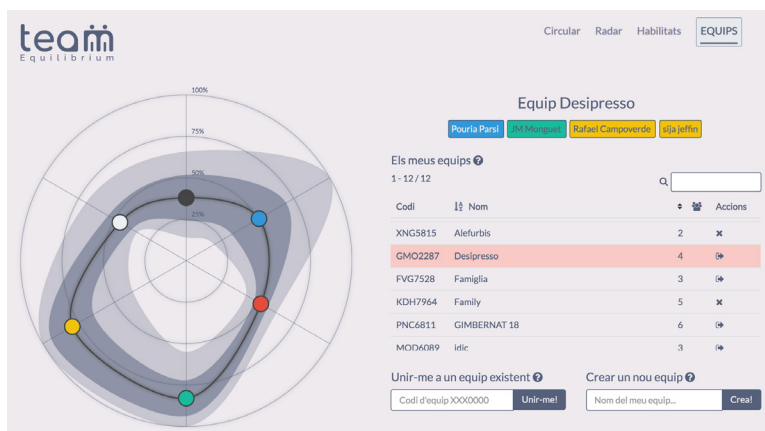 team
Equilibrium
Circular Radar Habilitats EQUIPS
100%
75%
50%
25%
Equip Desipresso
Pouria Parsi JM Monguet Rafael Campoverde sija jeffin
Els meus equips
1 - 12 / 12
Codi Nom Accions
XNG5815 Alefurbis 2
GMO2287 Desipresso 4
FVG7528 Famiglia 3
KDH7964 Family 5
PNC6811 GIMBERNAT 18 6
MOD6089 idic 3
Unir-me a un equip existent Crear un nou equip
Codi d'equip XXX0000 Unir-me! Nom del meu equip... Crea!